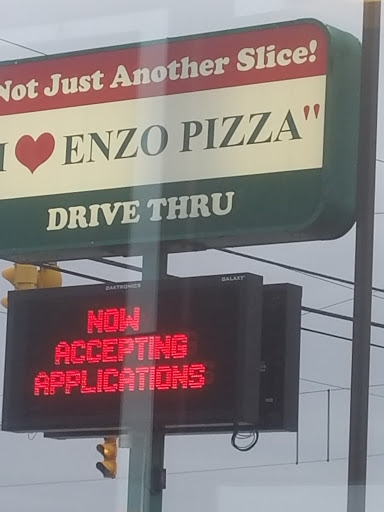 Not Just Another Slice!
I ❤ ENZO PIZZA"
DRIVE THRU
DAKTRONICS GALAXY
NOW
ACCEPTING
APPLICATIONS